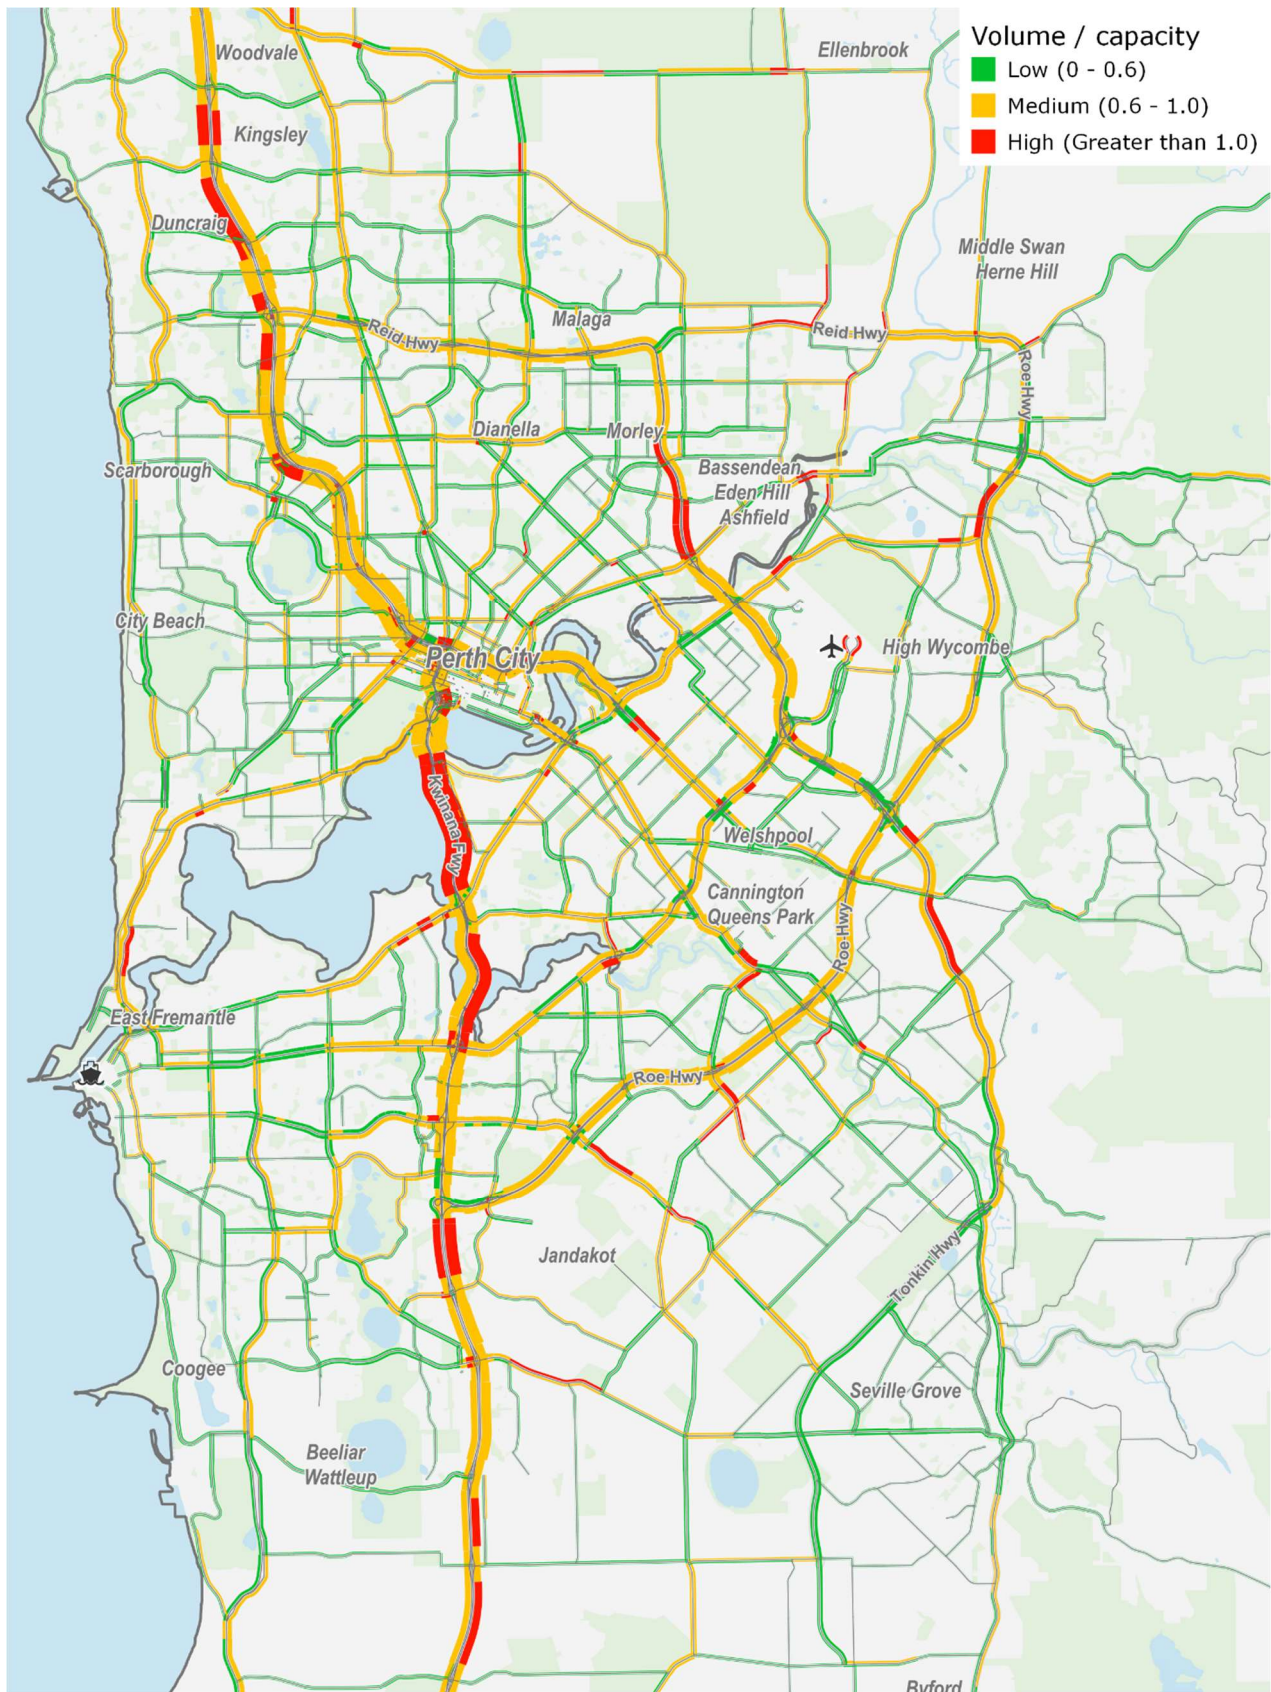 Volume / capacity
Low (0 - 0.6)
Medium (0.6 - 1.0)
High (Greater than 1.0)
Woodvale
Ellenbrook
Kingsley
Duncraig
Middle Swan
Herne Hill
Malaga
Reid Hwy
Reid Hwy
Roe Hwy
Dianella
Morley
Scarborough
Bassendean
Eden Hill
Ashfield
City Beach
Perth City
High Wycombe
Kwinana Fwy
Welshpool
Cannington
Queens Park
Roe Hwy
East Fremantle
Roe Hwy
Jandakot
Tonkin Hwy
Coogee
Seville Grove
Beeliar
Wattleup
Byford